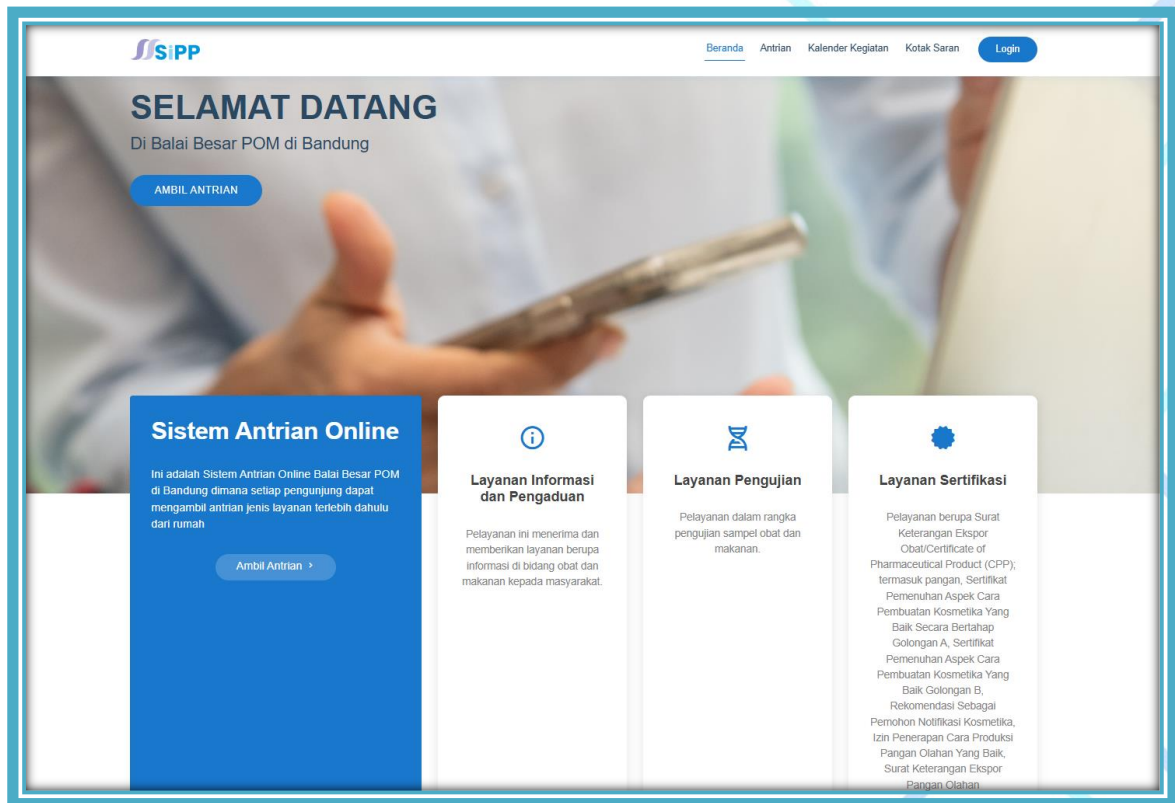 SiPP
Beranda Antrian Kalender Kegiatan Kotak Saran Login
SELAMAT DATANG
Di Balai Besar POM di Bandung
AMBIL ANTRIAN
Sistem Antrian Online
Ini adalah Sistem Antrian Online Balai Besar POM
di Bandung dimana setiap pengunjung dapat
mengambil antrian jenis layanan terlebih dahulu
dari rumah
Ambil Antrian >
Layanan Informasi
dan Pengaduan
Pelayanan ini menerima dan
memberikan layanan berupa
informasi di bidang obat dan
makanan kepada masyarakat.
Layanan Pengujian
Pelayanan dalam rangka
pengujian sampel obat dan
makanan.
Layanan Sertifikasi
Pelayanan berupa Surat
Keterangan Ekspor
Obat/Certificate of
Pharmaceutical Product (CPP);
termasuk pangan, Sertifikat
Pemenuhan Aspek Cara
Pembuatan Kosmetika Yang
Baik Secara Bertahap
Golongan A, Sertifikat
Pemenuhan Aspek Cara
Pembuatan Kosmetika Yang
Baik Golongan B,
Rekomendasi Sebagai
Pemohon Notifikasi Kosmetika,
Izin Penerapan Cara Produksi
Pangan Olahan Yang Baik,
Surat Keterangan Ekspor
Pangan Olahan